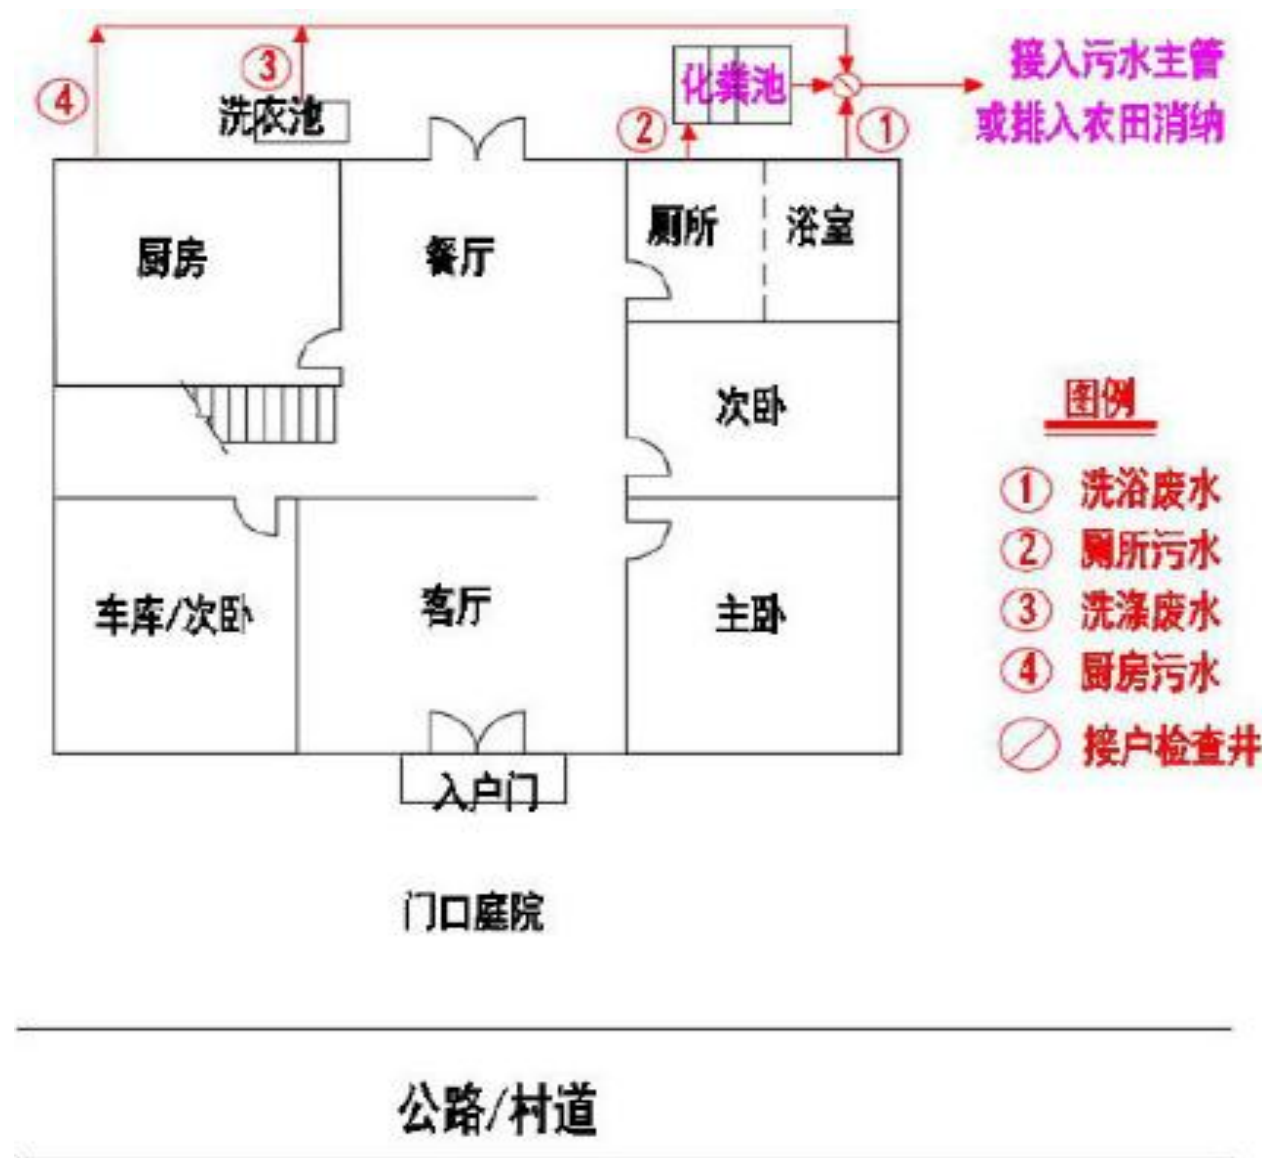 ③
接入污水主管
或排入农田消纳
④
洗衣池
化粪池
②
①
厕所
浴室
厨房
餐厅
次卧
图例
① 洗浴废水
② 厕所污水
③ 洗涤废水
④ 厨房污水
接户检查井
车库/次卧
客厅
主卧
入户门
门口庭院
公路/村道